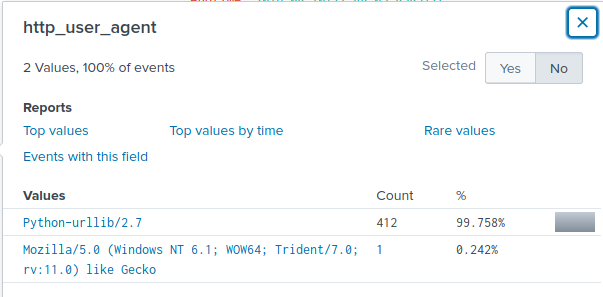 http_user_agent
2 Values, 100% of events
Selected
Yes
No
Reports
Top values
Top values by time
Rare values
Events with this field
Values
Count
%
Python-urllib/2.7
412
99.758%
Mozilla/5.0 (Windows NT 6.1; WOW64; Trident/7.0;
rv:11.0) like Gecko
1
0.242%